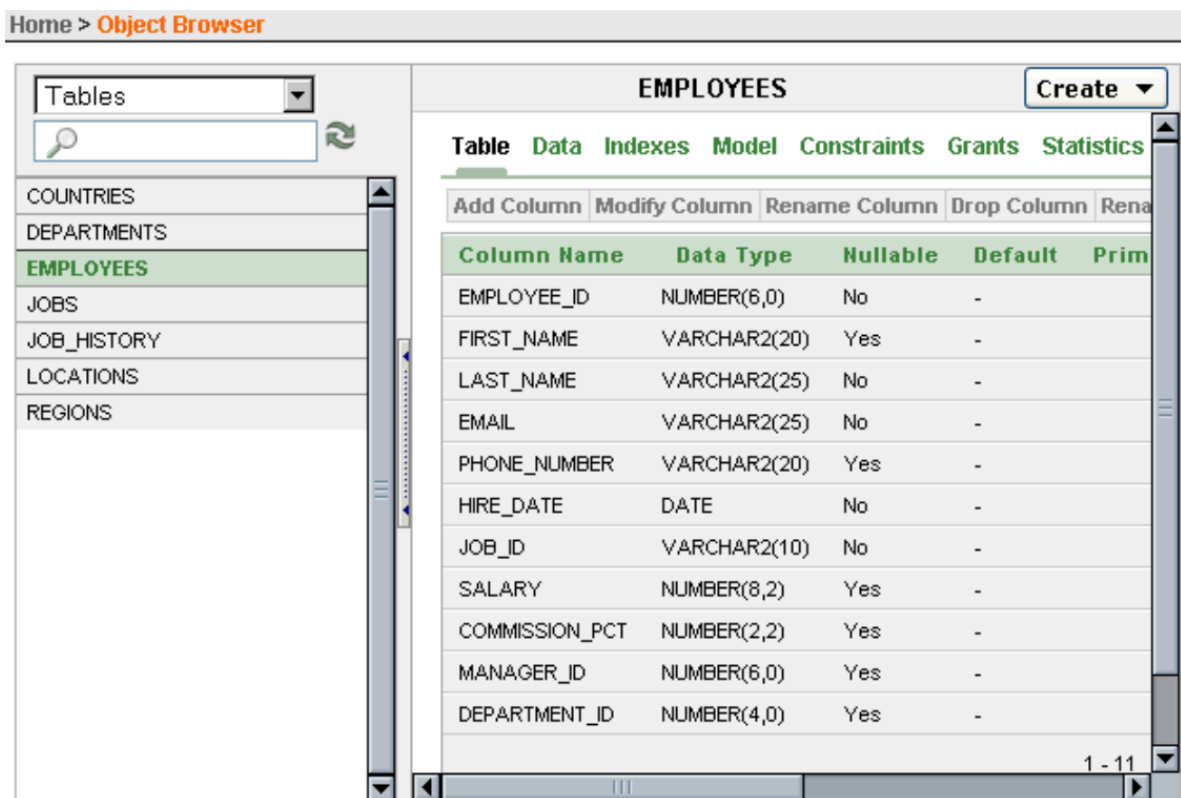 Home > Object Browser
Tables
COUNTRIES
DEPARTMENTS
EMPLOYEES
JOBS
JOB_HISTORY
LOCATIONS
REGIONS
EMPLOYEES
Create
Table Data Indexes Model Constraints Grants Statistics
Add Column Modify Column Rename Column Drop Column Rena
Column Name Data Type Nullable Default Prim
EMPLOYEE_ID NUMBER(6,0) No -
FIRST_NAME VARCHAR2(20) Yes -
LAST_NAME VARCHAR2(25) No -
EMAIL VARCHAR2(25) No -
PHONE_NUMBER VARCHAR2(20) Yes -
HIRE_DATE DATE No -
JOB_ID VARCHAR2(10) No -
SALARY NUMBER(8,2) Yes -
COMMISSION_PCT NUMBER(2,2) Yes -
MANAGER_ID NUMBER(6,0) Yes -
DEPARTMENT_ID NUMBER(4,0) Yes -
1 - 11